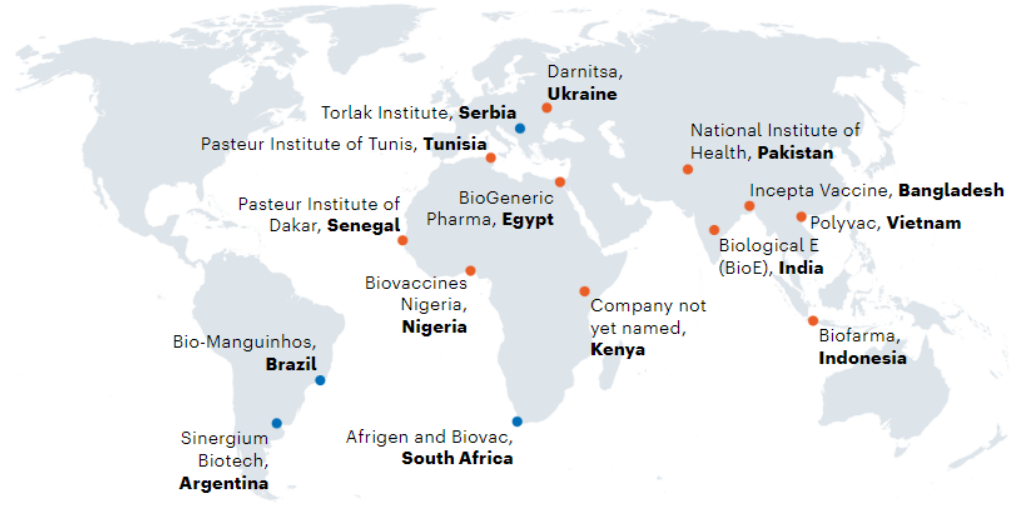 Darnitsa,
Ukraine
Torlak Institute, Serbia
Pasteur Institute of Tunis, Tunisia
National Institute of
Health, Pakistan
Incepta Vaccine, Bangladesh
BioGeneric
Pharma, Egypt
Pasteur Institute of
Dakar, Senegal
Polyvac, Vietnam
Biological E
(BioE), India
Biovaccines
Nigeria,
Nigeria
Company not
yet named,
Kenya
Biofarma,
Indonesia
Bio-Manguinhos,
Brazil
Sinergium
Biotech,
Argentina
Afrigen and Biovac,
South Africa